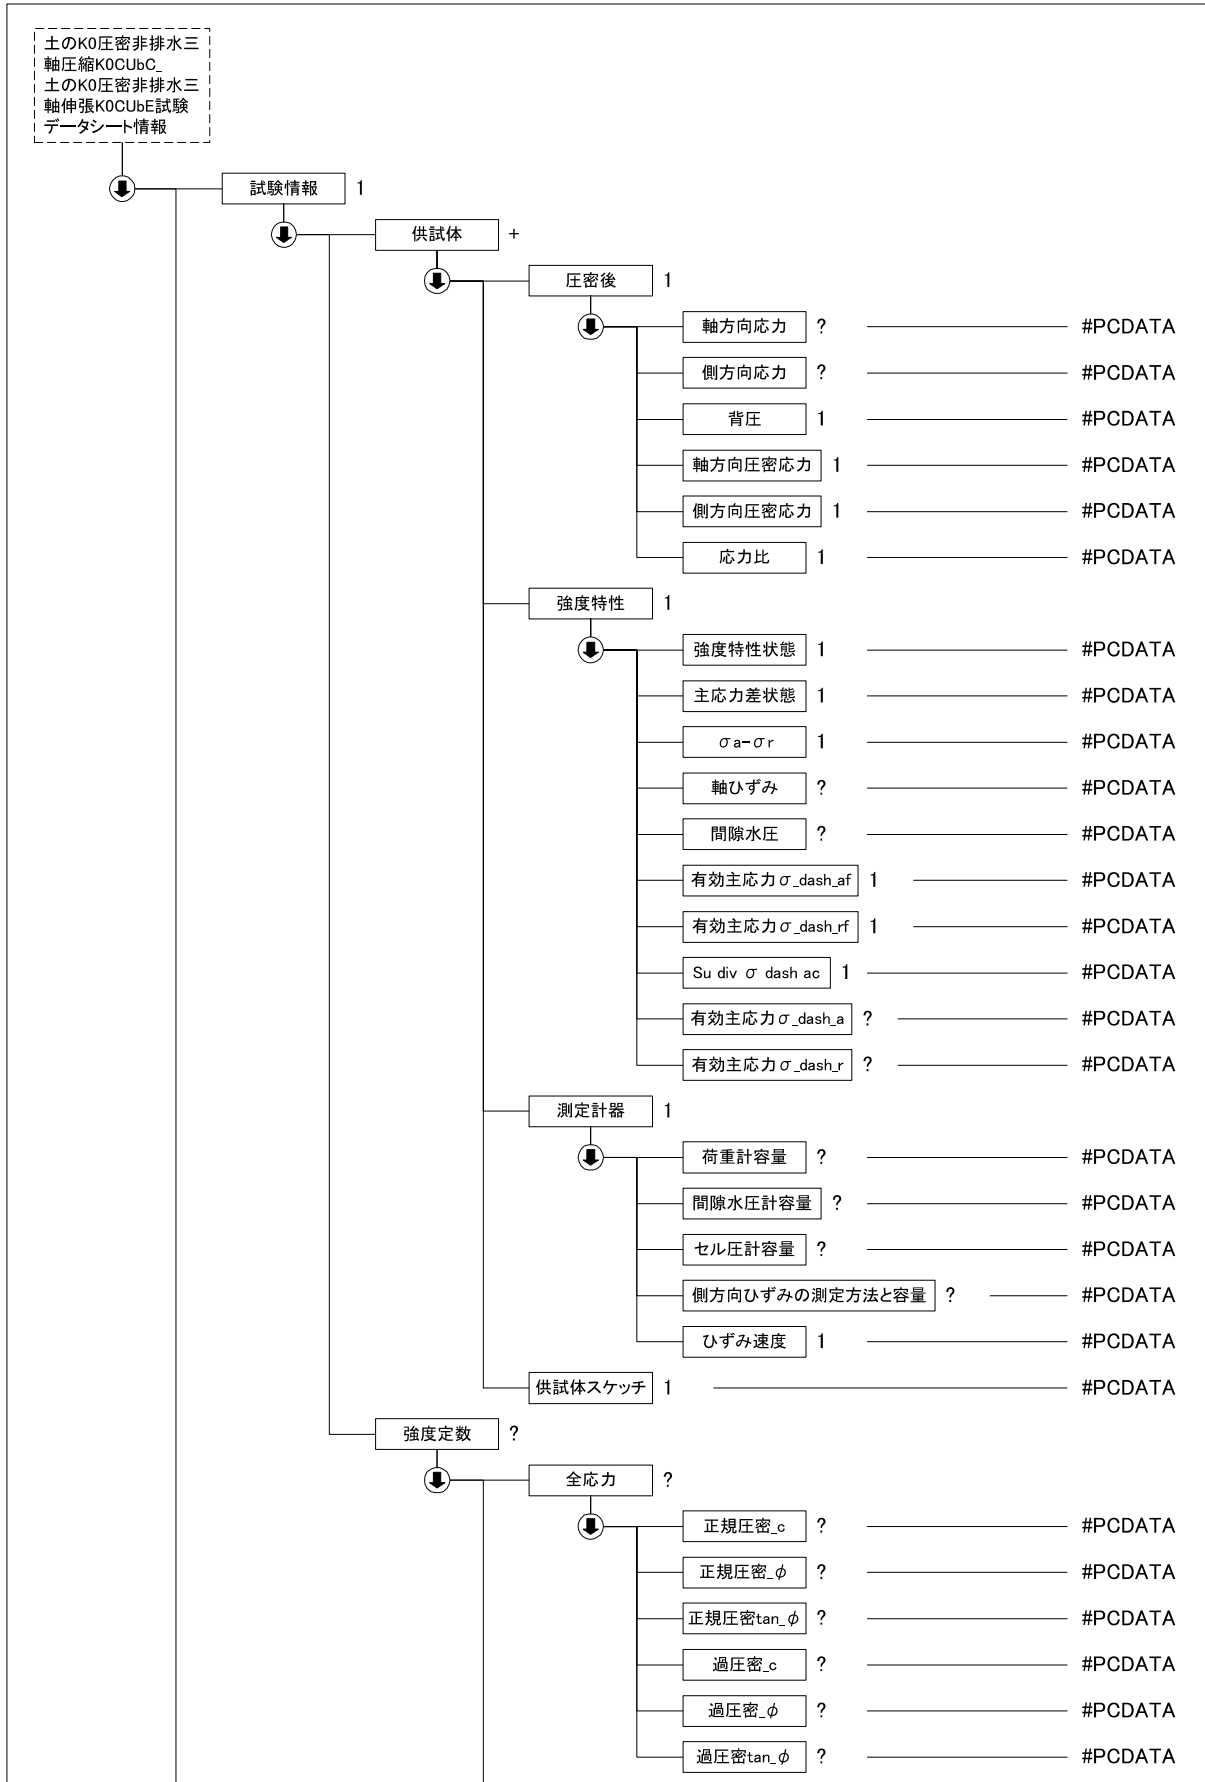 土のK0圧密非排水三
軸圧縮K0CUbC_
土のK0圧密非排水三
軸伸張K0CUbE試験
データシート情報
試験情報 1
供試体 +
圧密後 1
軸方向応力 ? #PCDATA
側方向応力 ? #PCDATA
背圧 1 #PCDATA
軸方向圧密応力 1 #PCDATA
側方向圧密応力 1 #PCDATA
応力比 1 #PCDATA
強度特性 1
強度特性状態 1 #PCDATA
主応力差状態 1 #PCDATA
σa-σr 1 #PCDATA
軸ひずみ ? #PCDATA
間隙水圧 ? #PCDATA
有効主応力σ_dash_af 1 #PCDATA
有効主応力σ_dash_rf 1 #PCDATA
Su div σ dash ac 1 #PCDATA
有効主応力σ_dash_a ? #PCDATA
有効主応力σ_dash_r ? #PCDATA
測定計器 1
荷重計容量 ? #PCDATA
間隙水圧計容量 ? #PCDATA
セル圧計容量 ? #PCDATA
側方向ひずみの測定方法と容量 ? #PCDATA
ひずみ速度 1 #PCDATA
供試体スケッチ 1 #PCDATA
強度定数 ?
全応力 ?
正規圧密_c ? #PCDATA
正規圧密_φ ? #PCDATA
正規圧密tan_φ ? #PCDATA
過圧密_c ? #PCDATA
過圧密_φ ? #PCDATA
過圧密tan_φ ? #PCDATA